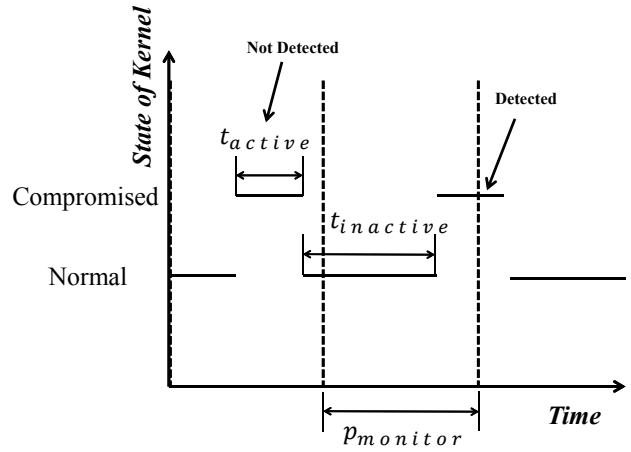 Not Detected
State of Kernel
Detected
t_active
Compromised
t_inactive
Normal
Time
p_monitor